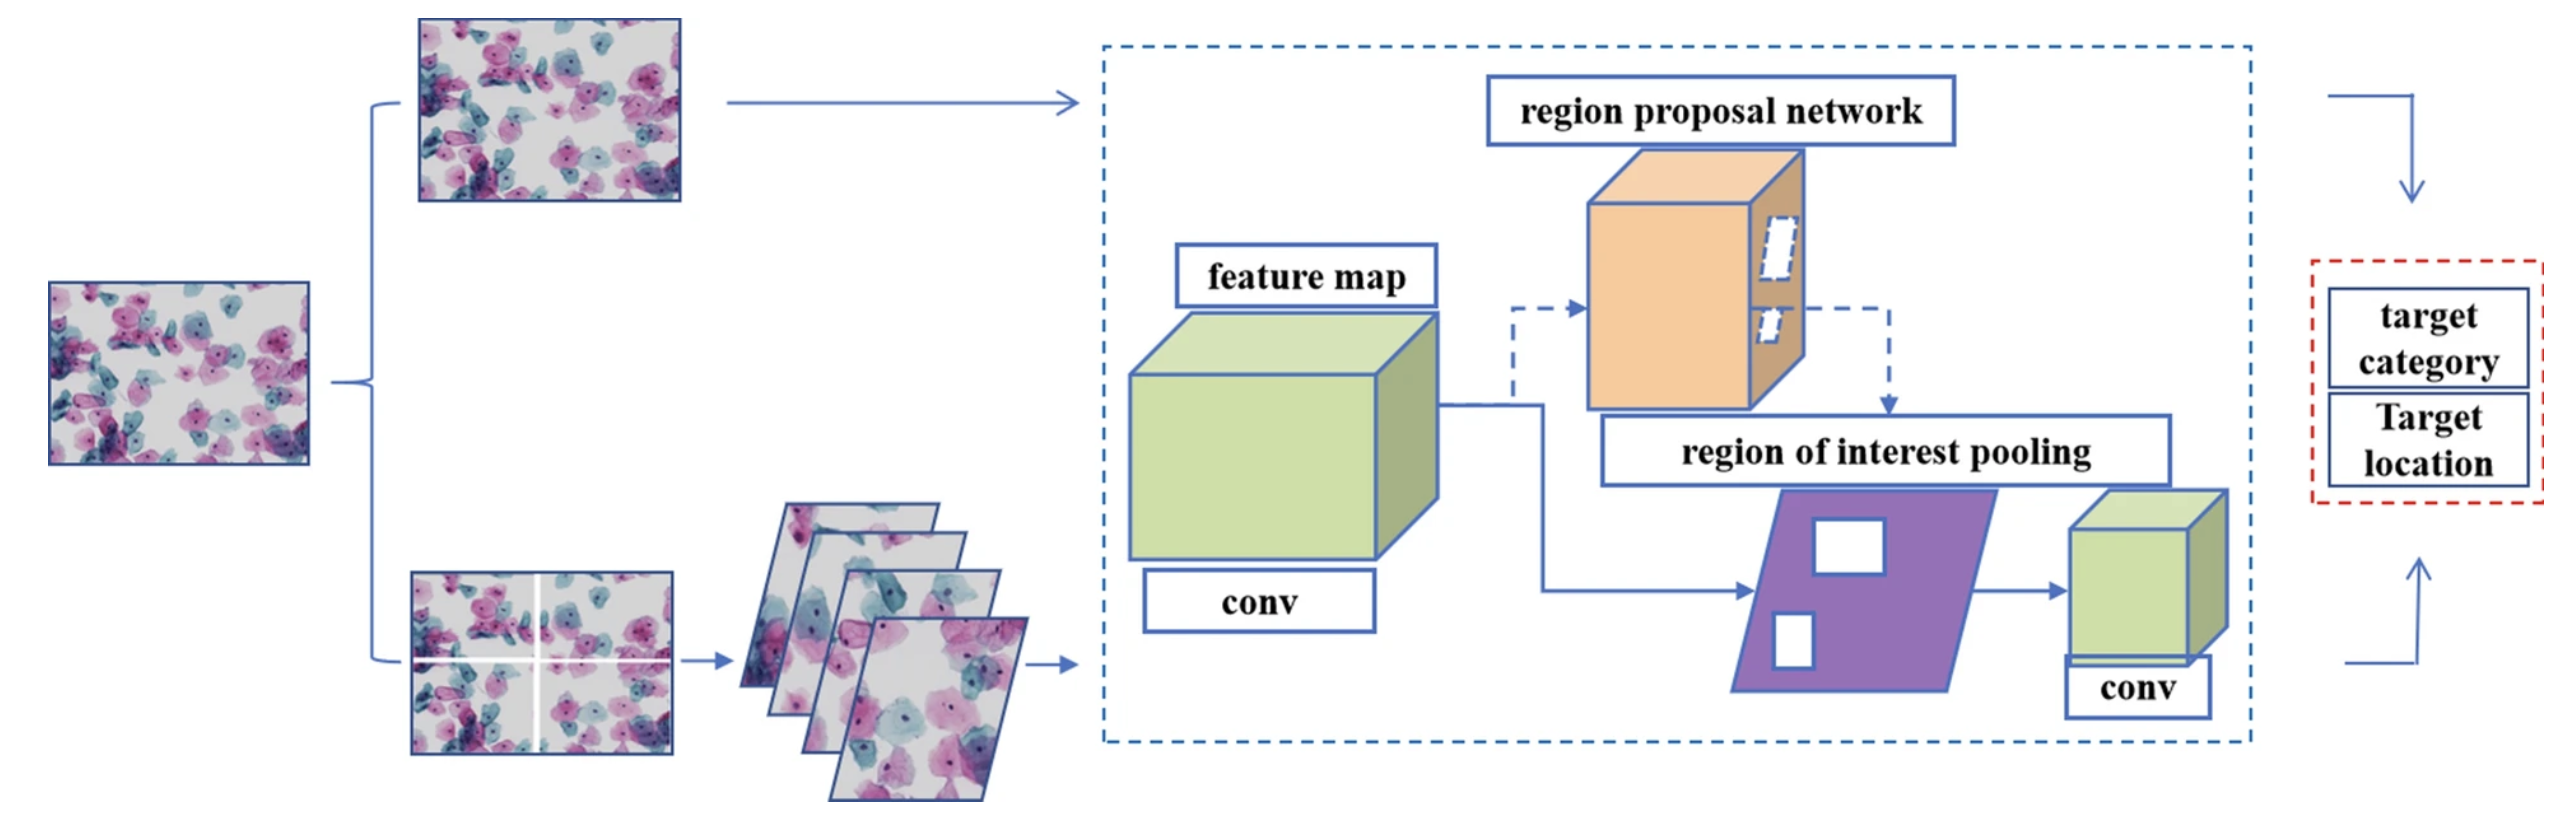 region proposal network
feature map
conv
region of interest pooling
conv
target
category
Target
location